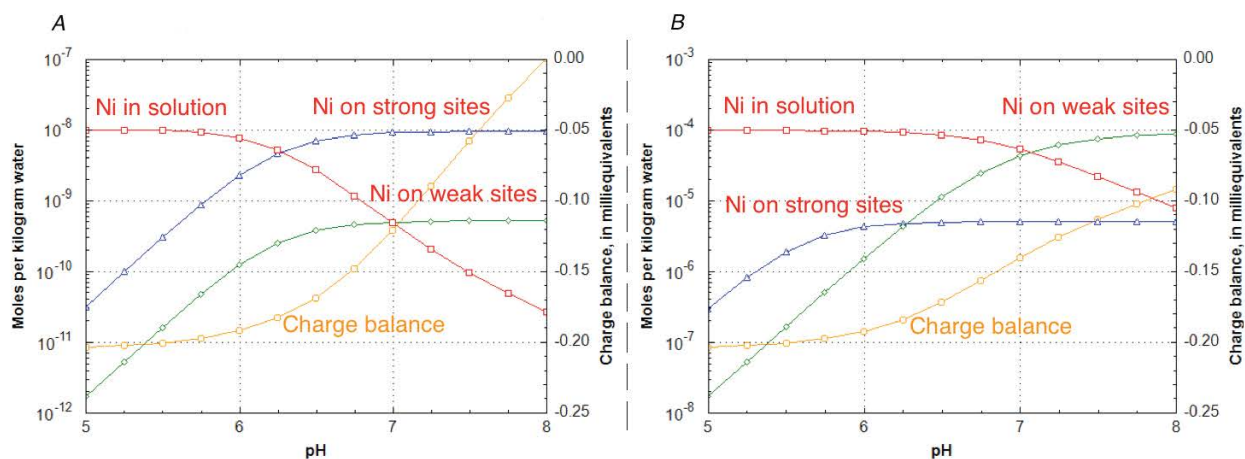 A
10-7
10-8
10-9
10-10
10-11
10-12
Moles per kilogram water
Ni in solution
Ni on strong sites
Ni on weak sites
Charge balance
0.00
-0.05
-0.10
-0.15
-0.20
-0.25
Charge balance, in milliequivalents
5 6 7 8
pH
B
10-3
10-4
10-5
10-6
10-7
10-8
Moles per kilogram water
Ni in solution
Ni on weak sites
Ni on strong sites
Charge balance
0.00
-0.05
-0.10
-0.15
-0.20
-0.25
Charge balance, in milliequivalents
5 6 7 8
pH